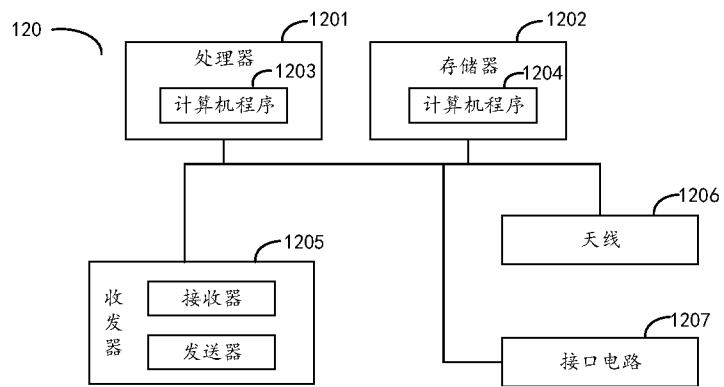 120
1201
处理器
1203
计算机程序
1202
存储器
1204
计算机程序
1205
收发器
接收器
发送器
1206
天线
1207
接口电路